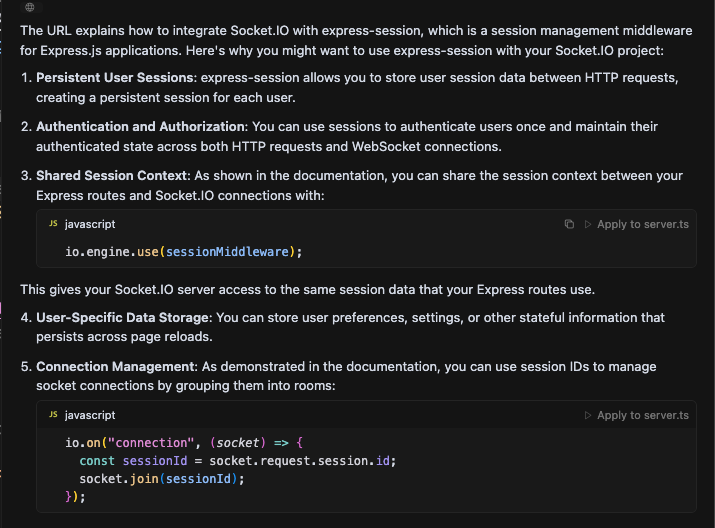 The URL explains how to integrate Socket.IO with express-session, which is a session management middleware
for Express.js applications. Here's why you might want to use express-session with your Socket.IO project:
1. Persistent User Sessions: express-session allows you to store user session data between HTTP requests,
creating a persistent session for each user.
2. Authentication and Authorization: You can use sessions to authenticate users once and maintain their
authenticated state across both HTTP requests and WebSocket connections.
3. Shared Session Context: As shown in the documentation, you can share the session context between your
Express routes and Socket.IO connections with:
JS javascript Apply to server.ts
io.engine.use(sessionMiddleware);
This gives your Socket.IO server access to the same session data that your Express routes use.
4. User-Specific Data Storage: You can store user preferences, settings, or other stateful information that
persists across page reloads.
5. Connection Management: As demonstrated in the documentation, you can use session IDs to manage
socket connections by grouping them into rooms:
JS javascript Apply to server.ts
io.on("connection", (socket) => {
  const sessionId = socket.request.session.id;
  socket.join(sessionId);
});